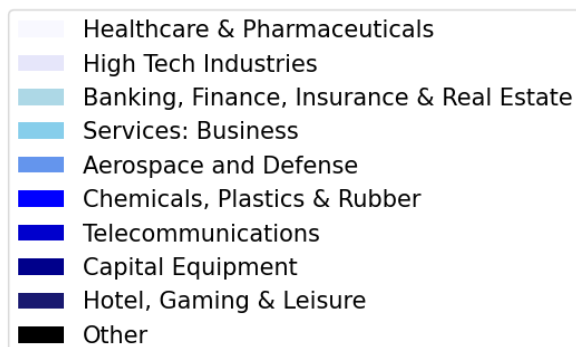 Healthcare & Pharmaceuticals
High Tech Industries
Banking, Finance, Insurance & Real Estate
Services: Business
Aerospace and Defense
Chemicals, Plastics & Rubber
Telecommunications
Capital Equipment
Hotel, Gaming & Leisure
Other